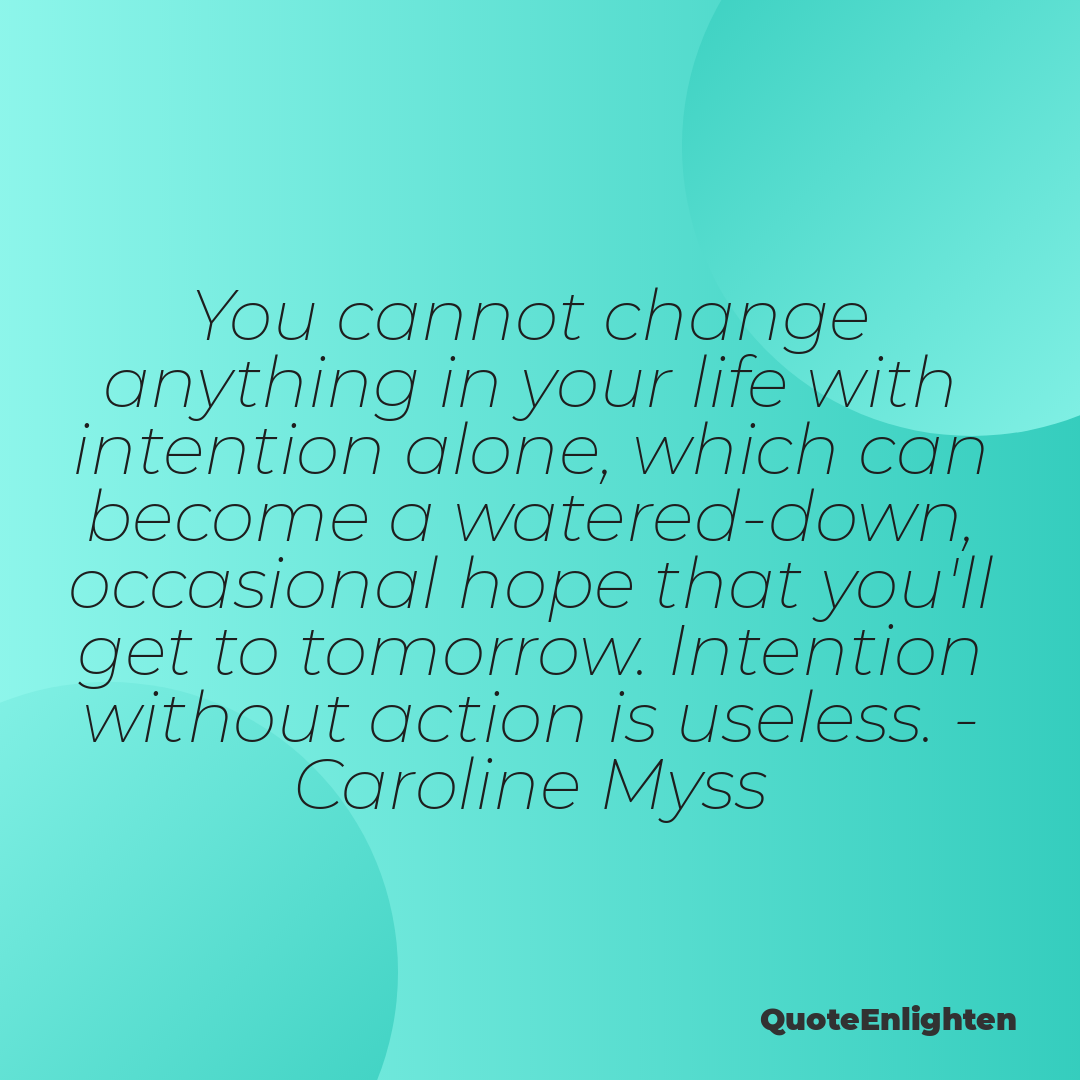 You cannot change
anything in your life with
intention alone, which can
become a watered-down,
occasional hope that you'll
get to tomorrow. Intention
without action is useless. -
Caroline Myss
QuoteEnlighten